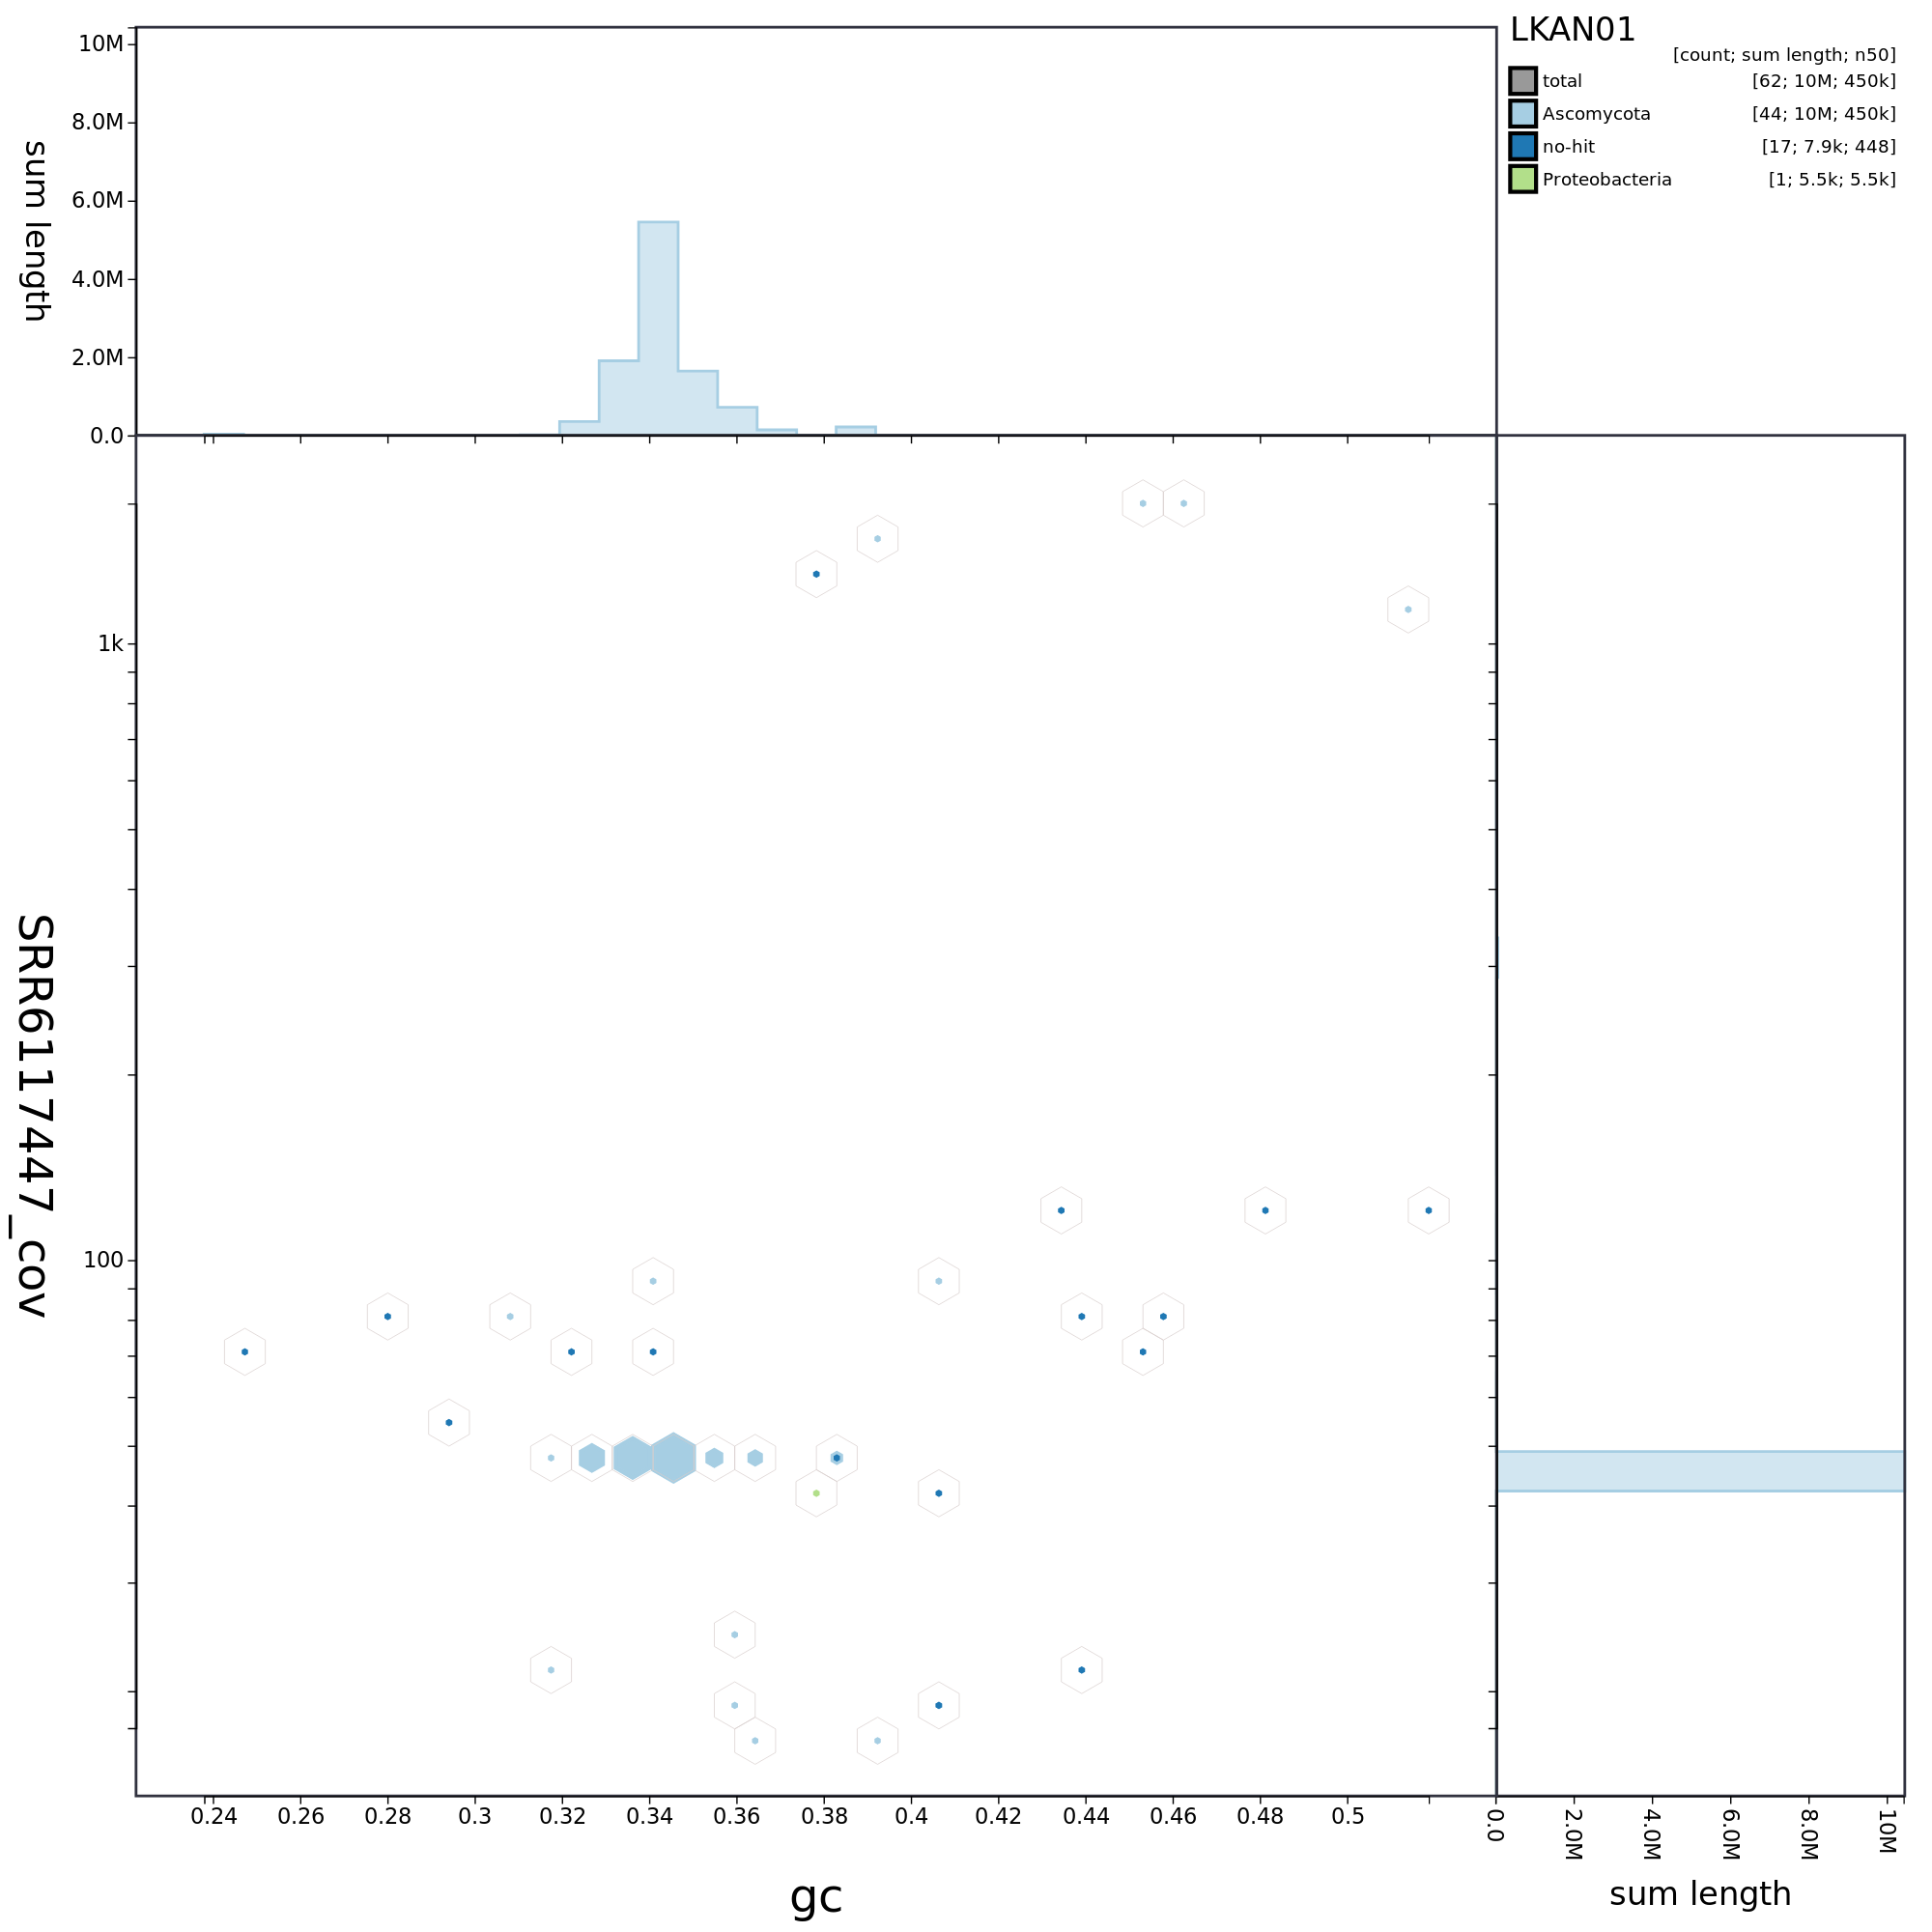 LKAN01
[count; sum length; n50]
total [62; 10M; 450k]
Ascomycota [44; 10M; 450k]
no-hit [17; 7.9k; 448]
Proteobacteria [1; 5.5k; 5.5k]
sum length
10M
8.0M
6.0M
4.0M
2.0M
0.0
SRR6117447_cov
1k
100
0.24 0.26 0.28 0.3 0.32 0.34 0.36 0.38 0.4 0.42 0.44 0.46 0.48 0.5
gc
0.0 2.0M 4.0M 6.0M 8.0M 10M
sum length